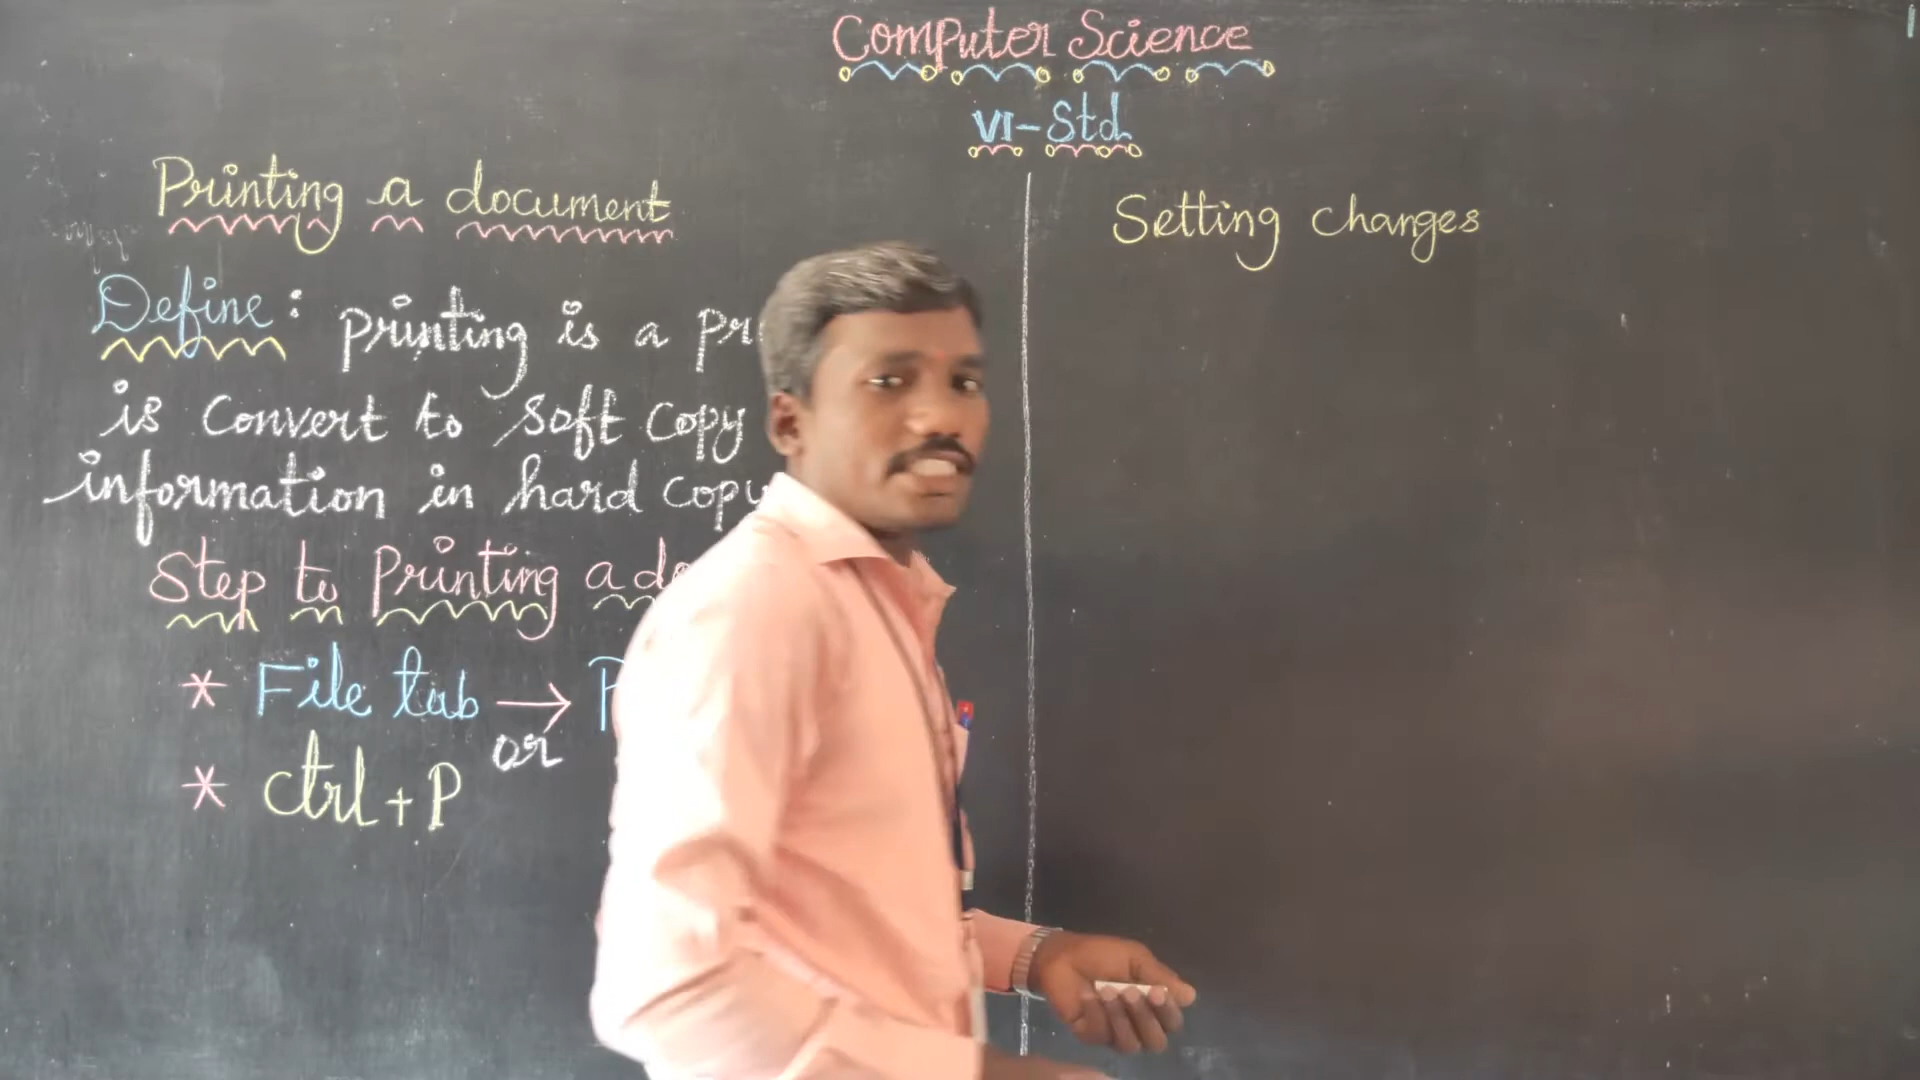 Computer Science
VI-Std
Printing a document
Define: Printing is a
is Convert to Soft Copy
information in hard Copy
Step to Printing a
* File tab →
or
* Ctrl+P
Setting changes